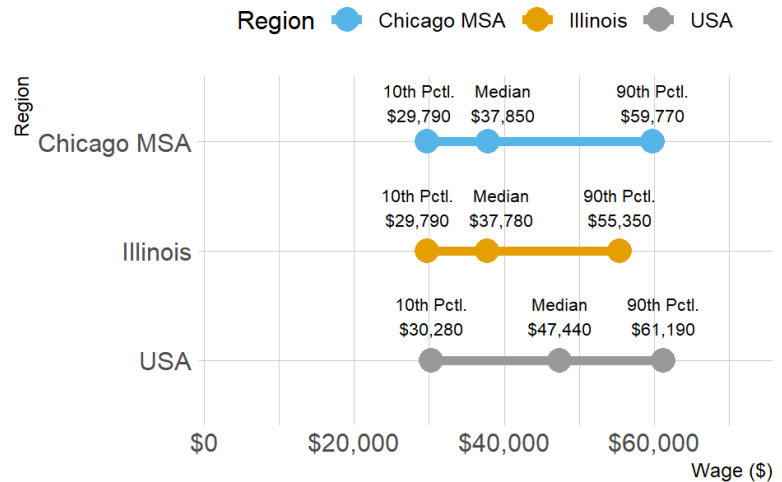 Region Chicago MSA Illinois USA
Region
10th Pctl. Median 90th Pctl.
$29,790 $37,850 $59,770
Chicago MSA
10th Pctl. Median 90th Pctl.
$29,790 $37,780 $55,350
Illinois
10th Pctl. Median 90th Pctl.
$30,280 $47,440 $61,190
USA
$0 $20,000 $40,000 $60,000
Wage ($)